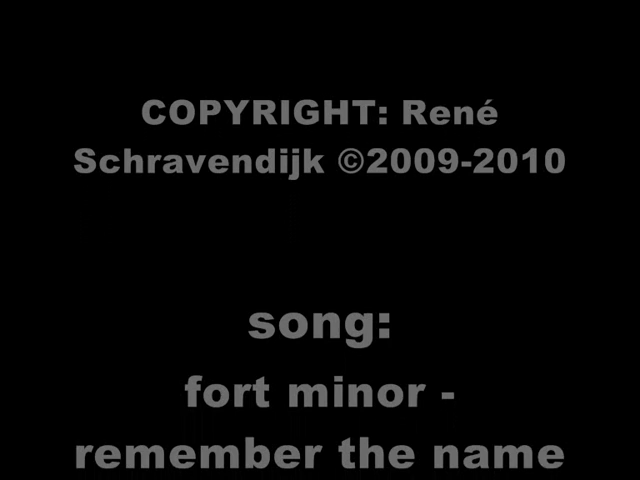 COPYRIGHT: René
Schravendijk ©2009-2010
song:
fort minor -
remember the name